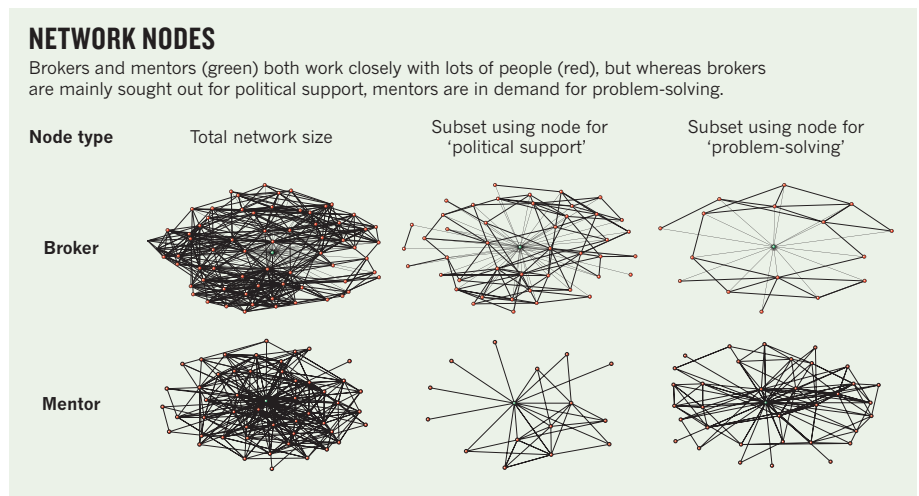 NETWORK NODES
Brokers and mentors (green) both work closely with lots of people (red), but whereas brokers
are mainly sought out for political support, mentors are in demand for problem-solving.
Node type
Total network size
Subset using node for
‘political support’
Subset using node for
‘problem-solving’
Broker
Mentor